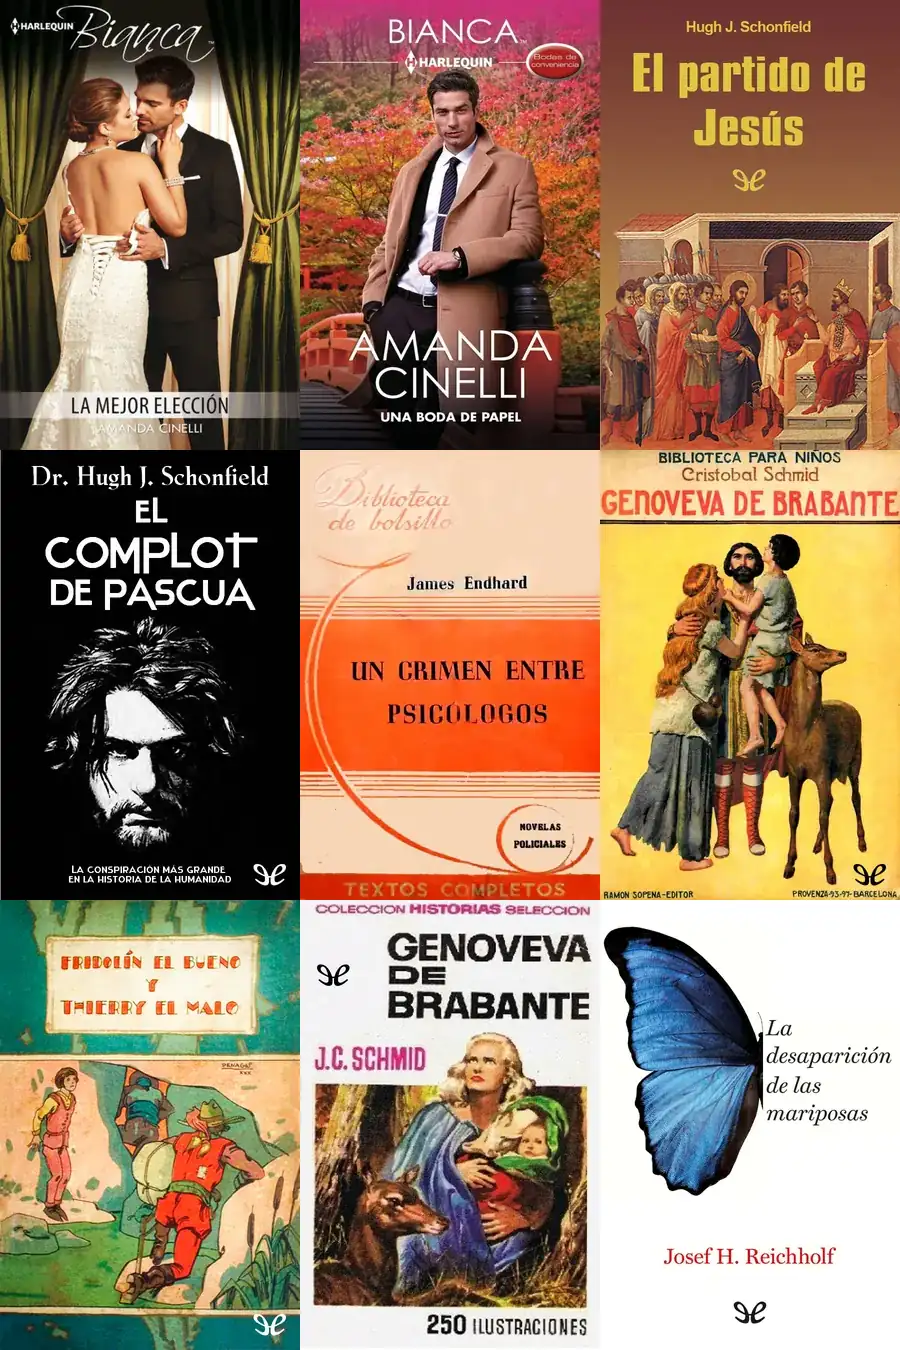 HARLEQUIN
Bianca™
LA MEJOR ELECCIÓN
AMANDA CINELLI
BIANCA™
HARLEQUIN
Bodas de
conveniencia
AMANDA
CINELLI
UNA BODA DE PAPEL
Hugh J. Schonfield
El partido de
Jesús
Dr. Hugh J. Schonfield
EL
COMPLOT
DE PASCUA
LA CONSPIRACIÓN MÁS GRANDE
EN LA HISTORIA DE LA HUMANIDAD
Biblioteca
de bolsillo
James Endhard
UN CRIMEN ENTRE
PSICÓLOGOS
NOVELAS
POLICIALES
TEXTOS COMPLETOS
BIBLIOTECA PARA NIÑOS
Cristobal Schmid
GENOVEVA DE BRABANTE
RAMON SOPENA-EDITOR
PROVENZA-93-97-BARCELONA
FRIDOLÍN EL BUENO
Y
THIERRY EL MALO
COLECCION HISTORIAS SELECCION
GENOVEVA
DE
BRABANTE
J.C. SCHMID
250 ILUSTRACIONES
La
desaparición
de las
mariposas
Josef H. Reichholf